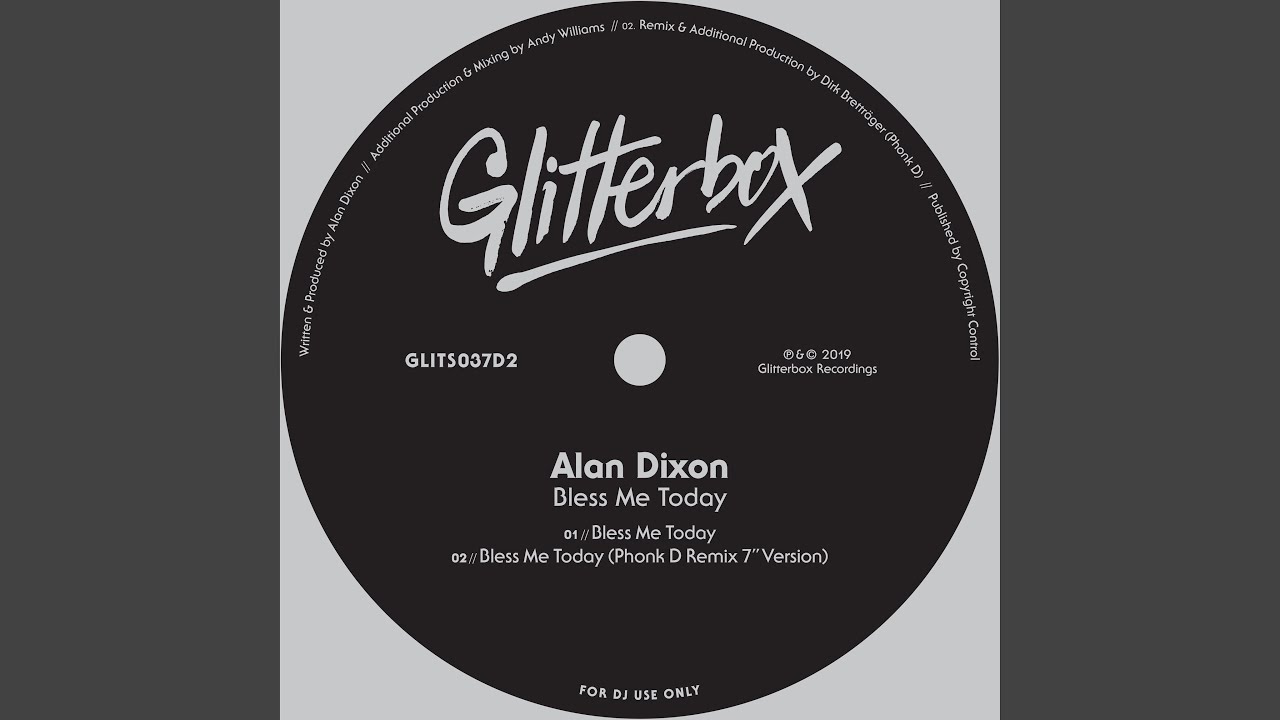 Written & Produced by Alan Dixon // Additional Production & Mixing by Andy Williams // 02. Remix & Additional Production by Dirk Bretträger (Phonk D) // Published by Copyright Control
Glitterbox
GLITS037D2
℗ & © 2019
Glitterbox Recordings
Alan Dixon
Bless Me Today
01 // Bless Me Today
02 // Bless Me Today (Phonk D Remix 7" Version)
FOR DJ USE ONLY